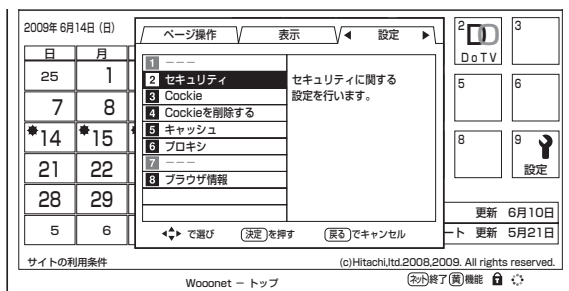 2009年 6月14日（日）
日 月
25 1
7 8
14 15
21 22
28 29
5 6
サイトの利用条件
ページ操作 表示 設定
1 ---
2 セキュリティ
3 Cockie
4 Cockieを削除する
5 キャッシュ
6 プロキシ
7 ---
8 ブラウザ情報
セキュリティに関する
設定を行います。
で選び 決定を押す 戻るでキャンセル
2 DoTV
3
5
6
8
9 設定
更新 6月10日
ート 更新 5月21日
(c)Hitachi,ltd.2008,2009. All rights reserved.
Wooonet － トップ
ネット終了 黄機能